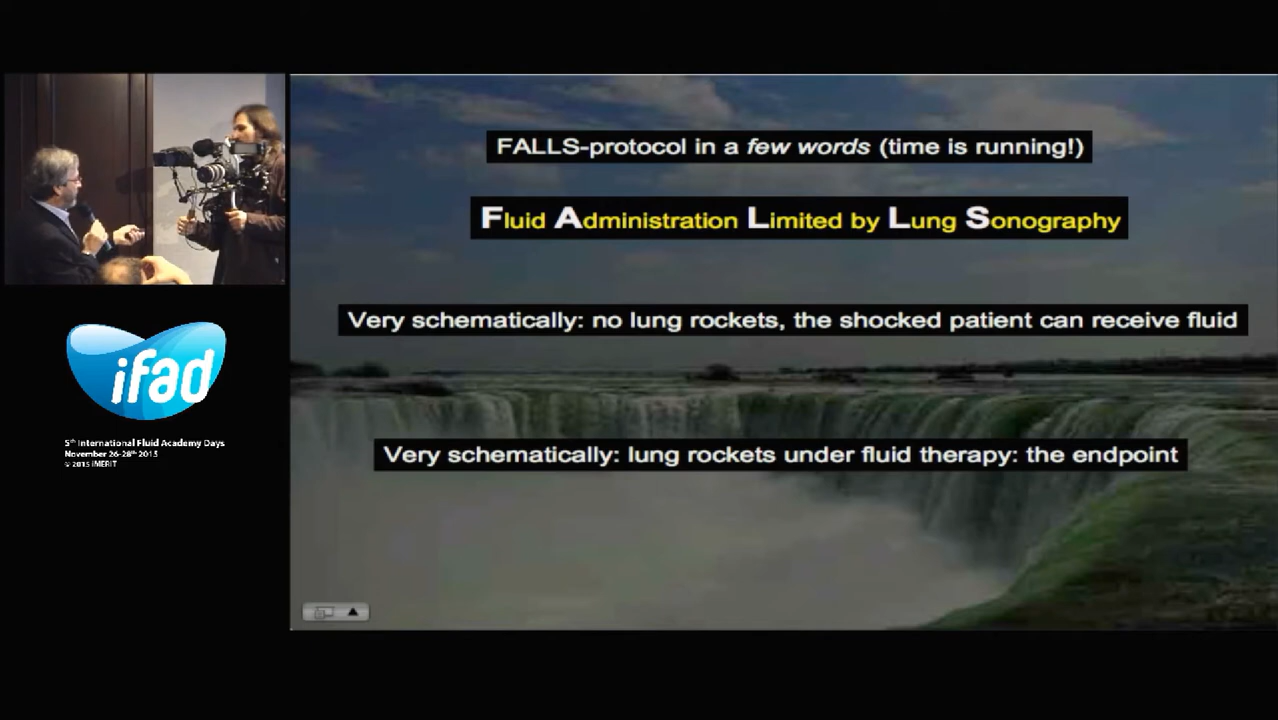 FALLS-protocol in a few words (time is running!)
Fluid Administration Limited by Lung Sonography
Very schematically: no lung rockets, the shocked patient can receive fluid
Very schematically: lung rockets under fluid therapy: the endpoint
ifad
5th International Fluid Academy Days
November 26-28th 2015
© 2015 iMERIT